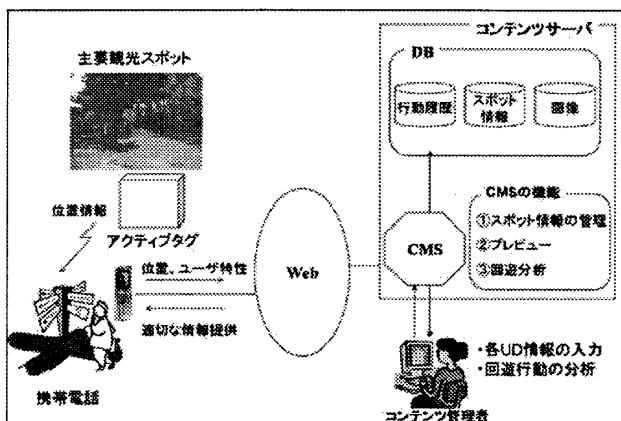 コンテンツサーバ
DB
行動履歴
スポット
情報
画像
主要観光スポット
位置情報
アクティブタグ
位置、ユーザ特性
適切な情報提供
携帯電話
Web
CMS
CMSの機能
①スポット情報の管理
②プレビュー
③回遊分析
・各UD情報の入力
・回遊行動の分析
コンテンツ管理者